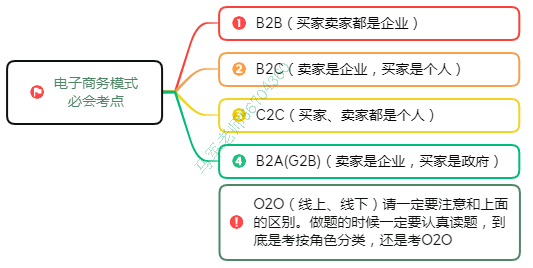 电子商务模式
必会考点
1 B2B（买家卖家都是企业）
2 B2C（卖家是企业，买家是个人）
3 C2C（买家、卖家都是个人）
4 B2A(G2B)（卖家是企业，买家是政府）
O2O（线上、线下）请一定要注意和上面
的区别。做题的时候一定要认真读题，到
底是考按角色分类，还是考O2O